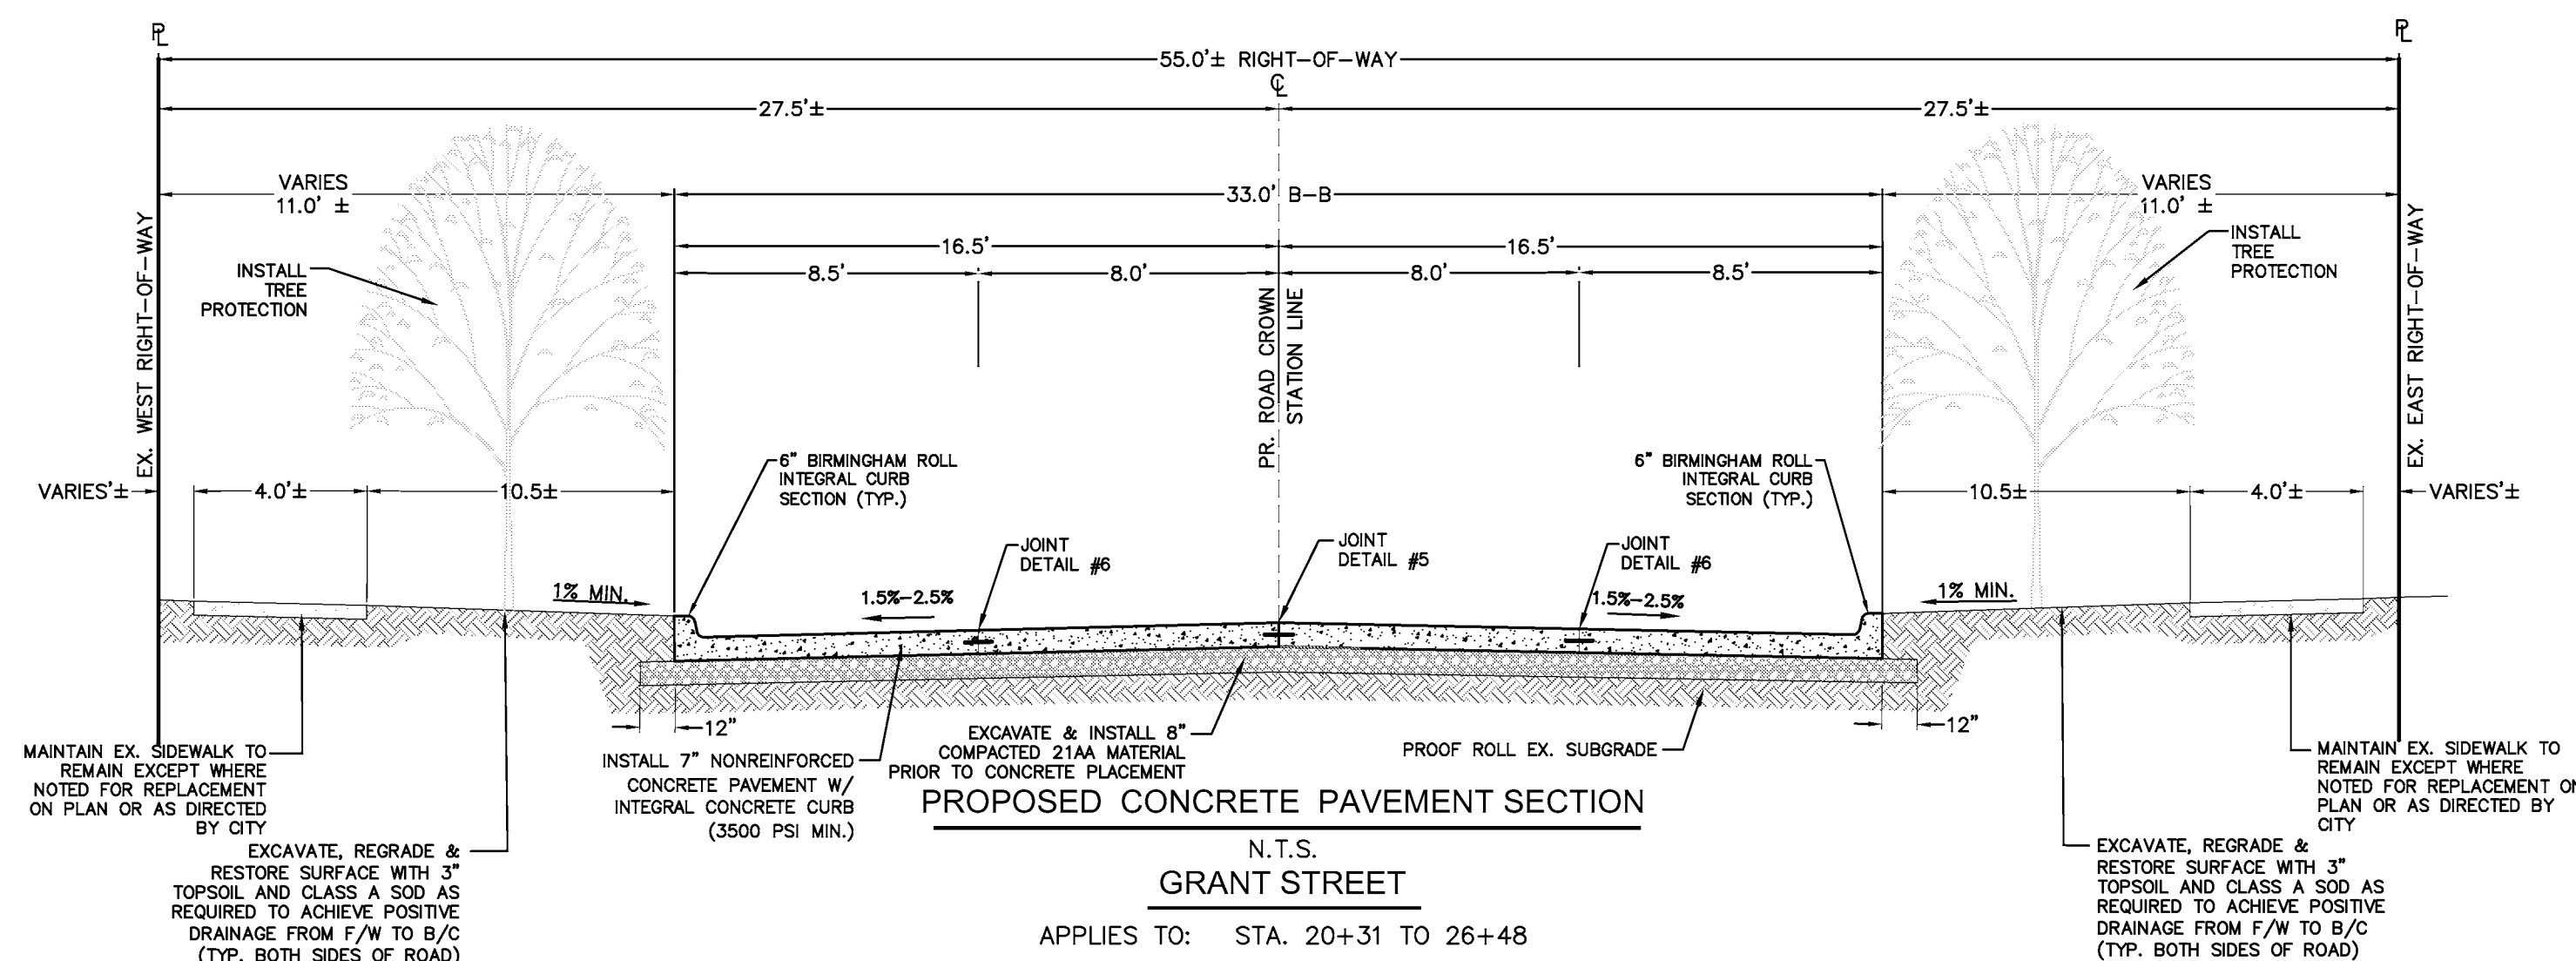 ℄
℄
55.0'± RIGHT-OF-WAY
℄
27.5'±
27.5'±
VARIES
11.0' ±
33.0' B-B
VARIES
11.0' ±
16.5'
16.5'
8.5'
8.0'
8.0'
8.5'
INSTALL
TREE
PROTECTION
INSTALL
TREE
PROTECTION
EX. WEST RIGHT-OF-WAY
PR. ROAD CROWN
STATION LINE
EX. EAST RIGHT-OF-WAY
6" BIRMINGHAM ROLL
INTEGRAL CURB
SECTION (TYP.)
6" BIRMINGHAM ROLL
INTEGRAL CURB
SECTION (TYP.)
VARIES'±
4.0'±
10.5±
10.5±
4.0'±
VARIES'±
JOINT
DETAIL #6
JOINT
DETAIL #5
JOINT
DETAIL #6
1% MIN.
1.5%-2.5%
1.5%-2.5%
1% MIN.
12"
12"
MAINTAIN EX. SIDEWALK TO
REMAIN EXCEPT WHERE
NOTED FOR REPLACEMENT
ON PLAN OR AS DIRECTED
BY CITY
INSTALL 7" NONREINFORCED
CONCRETE PAVEMENT W/
INTEGRAL CONCRETE CURB
(3500 PSI MIN.)
EXCAVATE & INSTALL 8"
COMPACTED 21AA MATERIAL
PRIOR TO CONCRETE PLACEMENT
PROOF ROLL EX. SUBGRADE
MAINTAIN EX. SIDEWALK TO
REMAIN EXCEPT WHERE
NOTED FOR REPLACEMENT ON
PLAN OR AS DIRECTED BY
CITY
EXCAVATE, REGRADE &
RESTORE SURFACE WITH 3"
TOPSOIL AND CLASS A SOD AS
REQUIRED TO ACHIEVE POSITIVE
DRAINAGE FROM F/W TO B/C
(TYP. BOTH SIDES OF ROAD)
PROPOSED CONCRETE PAVEMENT SECTION
N.T.S.
GRANT STREET
APPLIES TO: STA. 20+31 TO 26+48
EXCAVATE, REGRADE &
RESTORE SURFACE WITH 3"
TOPSOIL AND CLASS A SOD AS
REQUIRED TO ACHIEVE POSITIVE
DRAINAGE FROM F/W TO B/C
(TYP. BOTH SIDES OF ROAD)